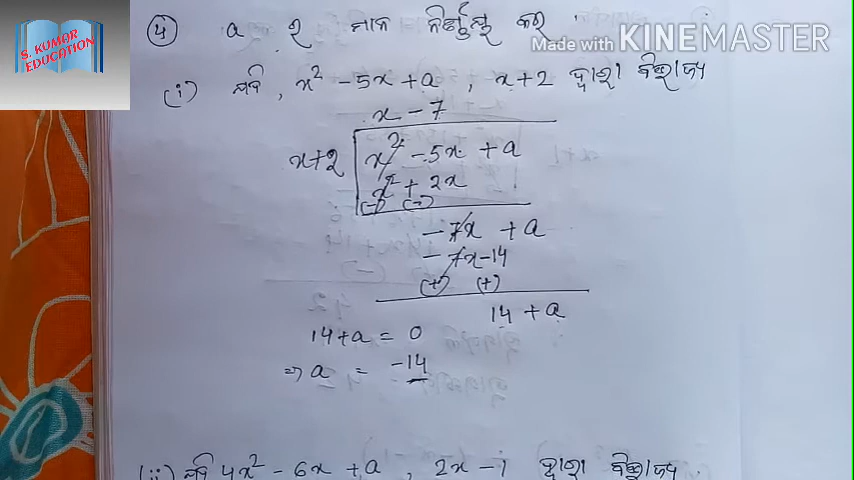 S. KUMAR EDUCATION
Made with KINEMASTER
④ a ର ମାନ ନିର୍ଣ୍ଣୟ କର
(i) ଯଦି, x² - 5x + a , x+2 ଦ୍ୱାରା ବିଭାଜ୍ୟ
x - 7
x+2 x² - 5x + a
x² + 2x
(-) (-)
- 7x + a
- 7x - 14
(+) (+)
14 + a
14 + a = 0
⇒ a = -14
(ii) ଯଦି 4x² - 6x + a , 2x - 1 ଦ୍ୱାରା ବିଭାଜ୍ୟ.